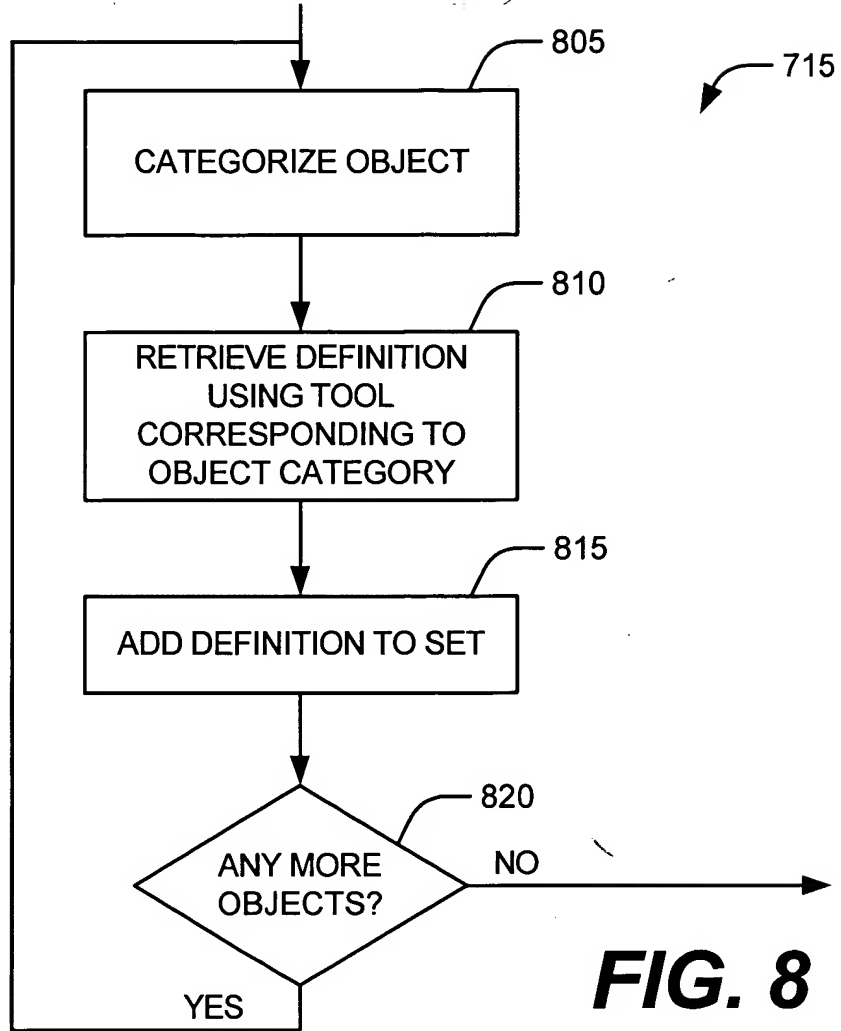 805
715
CATEGORIZE OBJECT
810
RETRIEVE DEFINITION
USING TOOL
CORRESPONDING TO
OBJECT CATEGORY
815
ADD DEFINITION TO SET
820
ANY MORE
OBJECTS?
NO
YES
FIG. 8